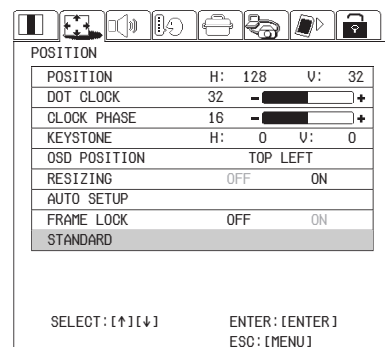 POSITION
POSITION H: 128 V: 32
DOT CLOCK 32 - +
CLOCK PHASE 16 - +
KEYSTONE H: 0 V: 0
OSD POSITION TOP LEFT
RESIZING OFF ON
AUTO SETUP
FRAME LOCK OFF ON
STANDARD
SELECT:[↑][↓] ENTER:[ENTER]
ESC:[MENU]